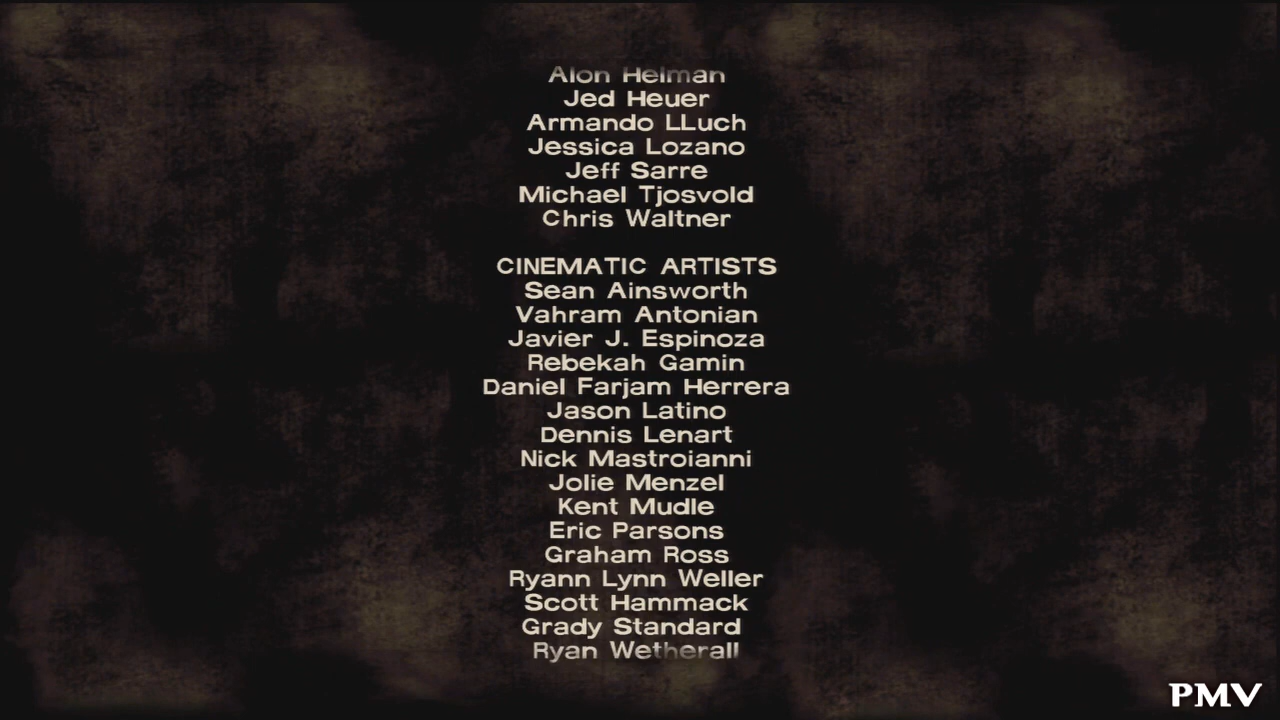 Alon Helman
Jed Heuer
Armando LLuch
Jessica Lozano
Jeff Sarre
Michael Tjosvold
Chris Waltner
CINEMATIC ARTISTS
Sean Ainsworth
Vahram Antonian
Javier J. Espinoza
Rebekah Gamin
Daniel Farjam Herrera
Jason Latino
Dennis Lenart
Nick Mastroianni
Jolie Menzel
Kent Mudle
Eric Parsons
Graham Ross
Ryann Lynn Weller
Scott Hammack
Grady Standard
Ryan Wetherall
PMV